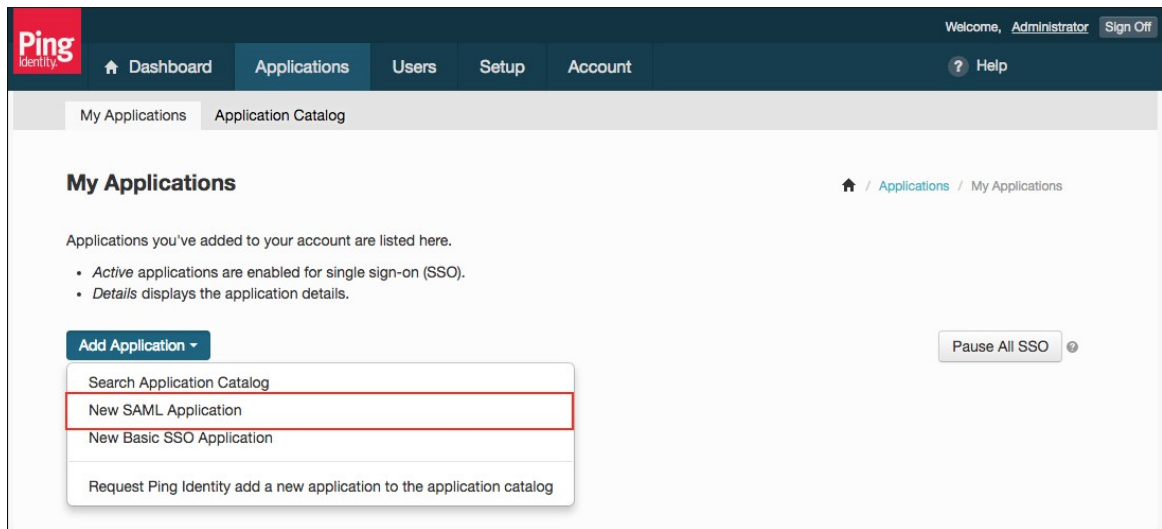 Welcome, Administrator Sign Off
Ping
Identity.
Dashboard Applications Users Setup Account ? Help
My Applications Application Catalog
My Applications
/ Applications / My Applications
Applications you've added to your account are listed here.
• Active applications are enabled for single sign-on (SSO).
• Details displays the application details.
Add Application Pause All SSO ?
Search Application Catalog
New SAML Application
New Basic SSO Application
Request Ping Identity add a new application to the application catalog